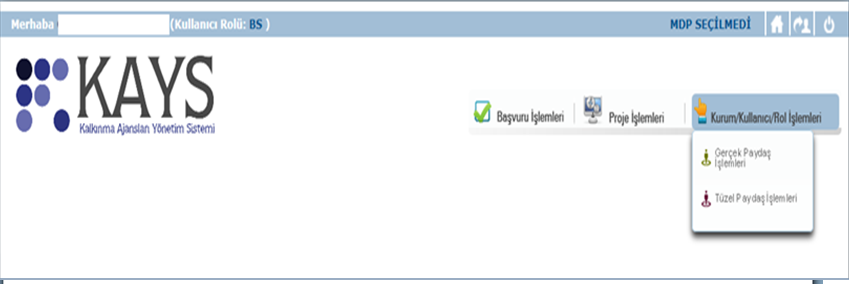 Merhaba (Kullanıcı Rolü: BS )
MDP SEÇİLMEDİ
KAYS
Kalkınma Ajansları Yönetim Sistemi
Başvuru İşlemleri
Proje İşlemleri
Kurum/Kullanıcı/Rol İşlemleri
Gerçek Paydaş
İşlemleri
Tüzel Paydaş İşlemleri